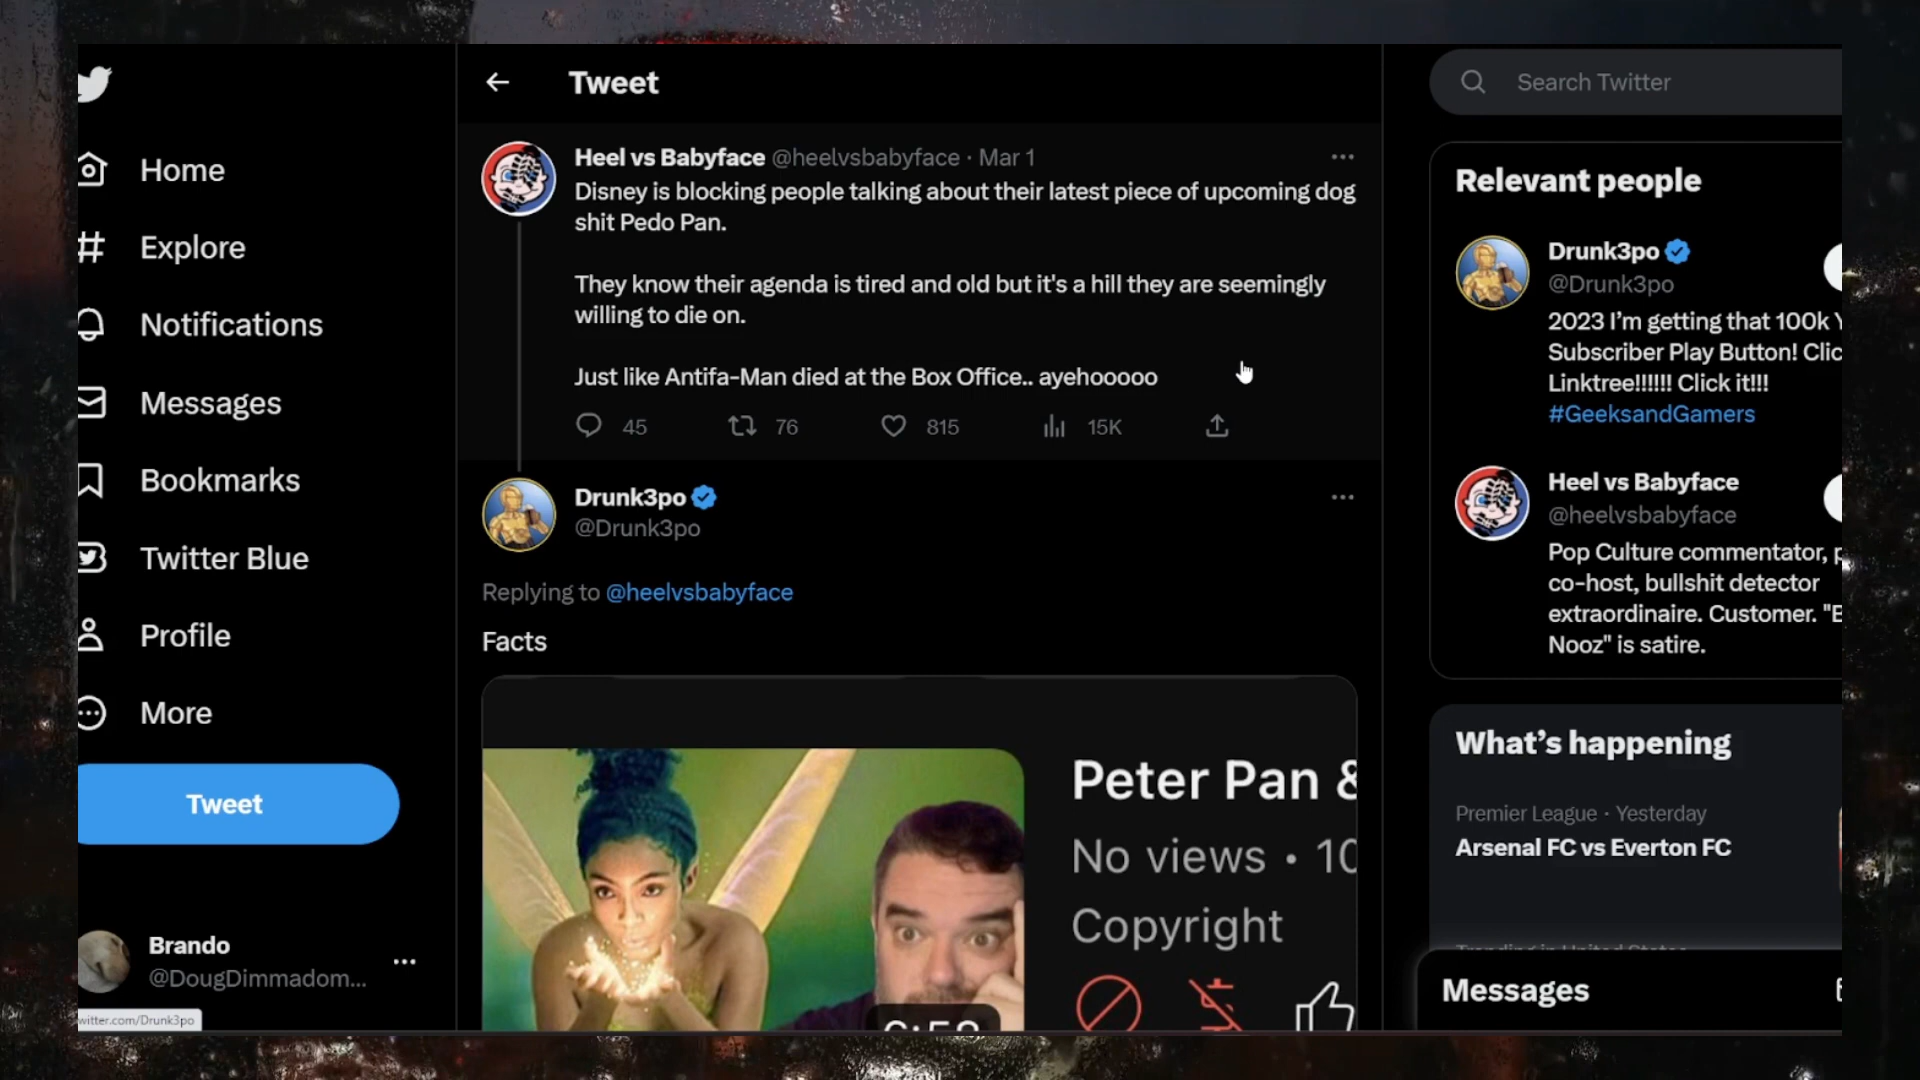 Tweet
Search Twitter
Home
Explore
Notifications
Messages
Bookmarks
Twitter Blue
Profile
More
Tweet
Brando
@DougDimmadom...
witter.com/Drunk3po
Heel vs Babyface @heelvsbabyface · Mar 1
Disney is blocking people talking about their latest piece of upcoming dog
shit Pedo Pan.
They know their agenda is tired and old but it's a hill they are seemingly
willing to die on.
Just like Antifa-Man died at the Box Office.. ayehooooo
45 76 815 15K
Drunk3po
@Drunk3po
Replying to @heelvsbabyface
Facts
Peter Pan &
No views • 10
Copyright
6:58
Relevant people
Drunk3po
@Drunk3po
2023 I’m getting that 100k Y
Subscriber Play Button! Clic
Linktree!!!!!! Click it!!!
#GeeksandGamers
Heel vs Babyface
@heelvsbabyface
Pop Culture commentator, p
co-host, bullshit detector
extraordinaire. Customer. "B
Nooz" is satire.
What’s happening
Premier League · Yesterday
Arsenal FC vs Everton FC
Trending in United States
Messages